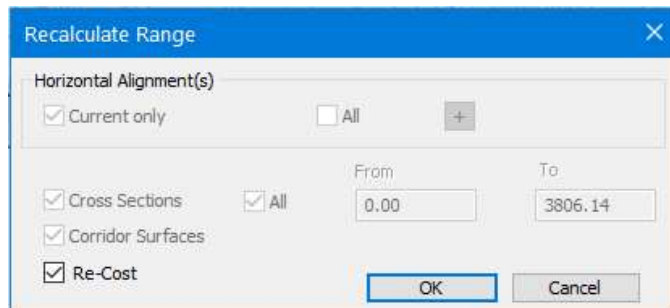 Recalculate Range
Horizontal Alignment(s)
Current only All +
From To
Cross Sections All 0.00 3806.14
Corridor Surfaces
Re-Cost
OK Cancel